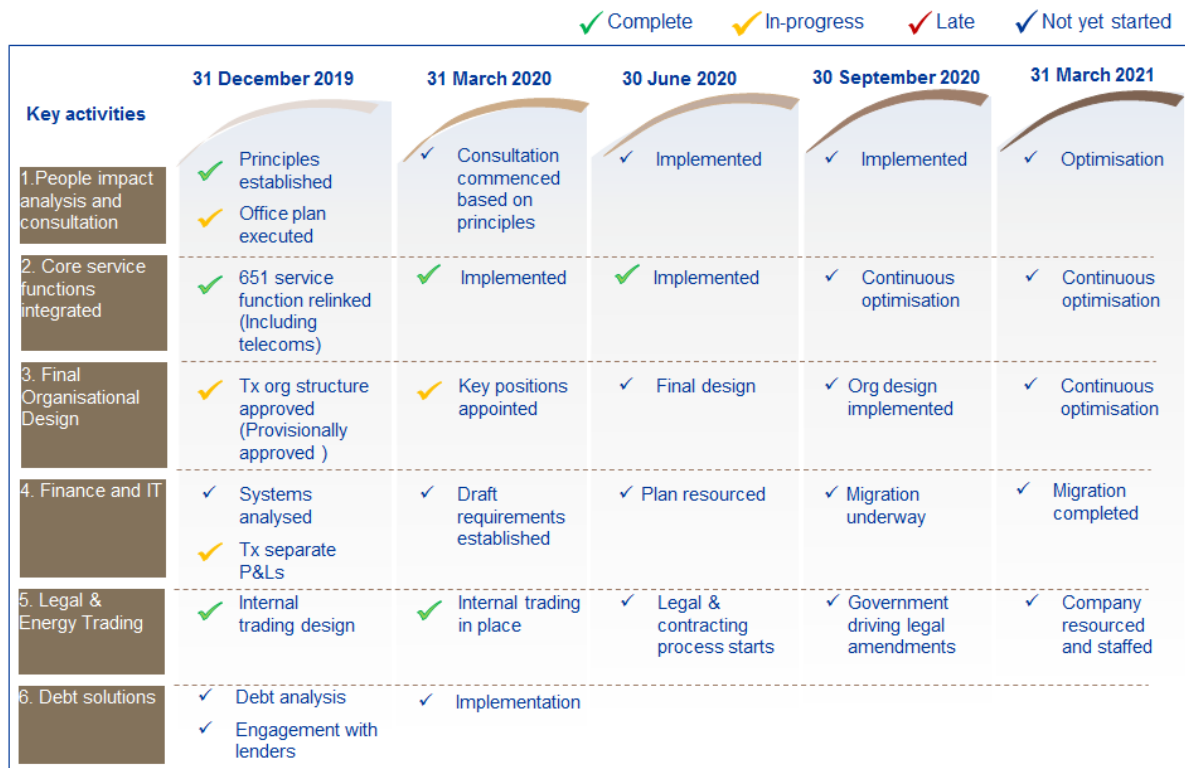 Complete
In-progress
Late
Not yet started
Key activities
31 December 2019
31 March 2020
30 June 2020
30 September 2020
31 March 2021
1.People impact
analysis and
consultation
Principles
established
Office plan
executed
Consultation
commenced
based on
principles
Implemented
Implemented
Optimisation
2. Core service
functions
integrated
651 service
function relinked
(Including
telecoms)
Implemented
Implemented
Continuous
optimisation
Continuous
optimisation
3. Final
Organisational
Design
Tx org structure
approved
(Provisionally
approved )
Key positions
appointed
Final design
Org design
implemented
Continuous
optimisation
4. Finance and IT
Systems
analysed
Tx separate
P&Ls
Draft
requirements
established
Plan resourced
Migration
underway
Migration
completed
5. Legal &
Energy Trading
Internal
trading design
Internal trading
in place
Legal &
contracting
process starts
Government
driving legal
amendments
Company
resourced
and staffed
6. Debt solutions
Debt analysis
Engagement with
lenders
Implementation